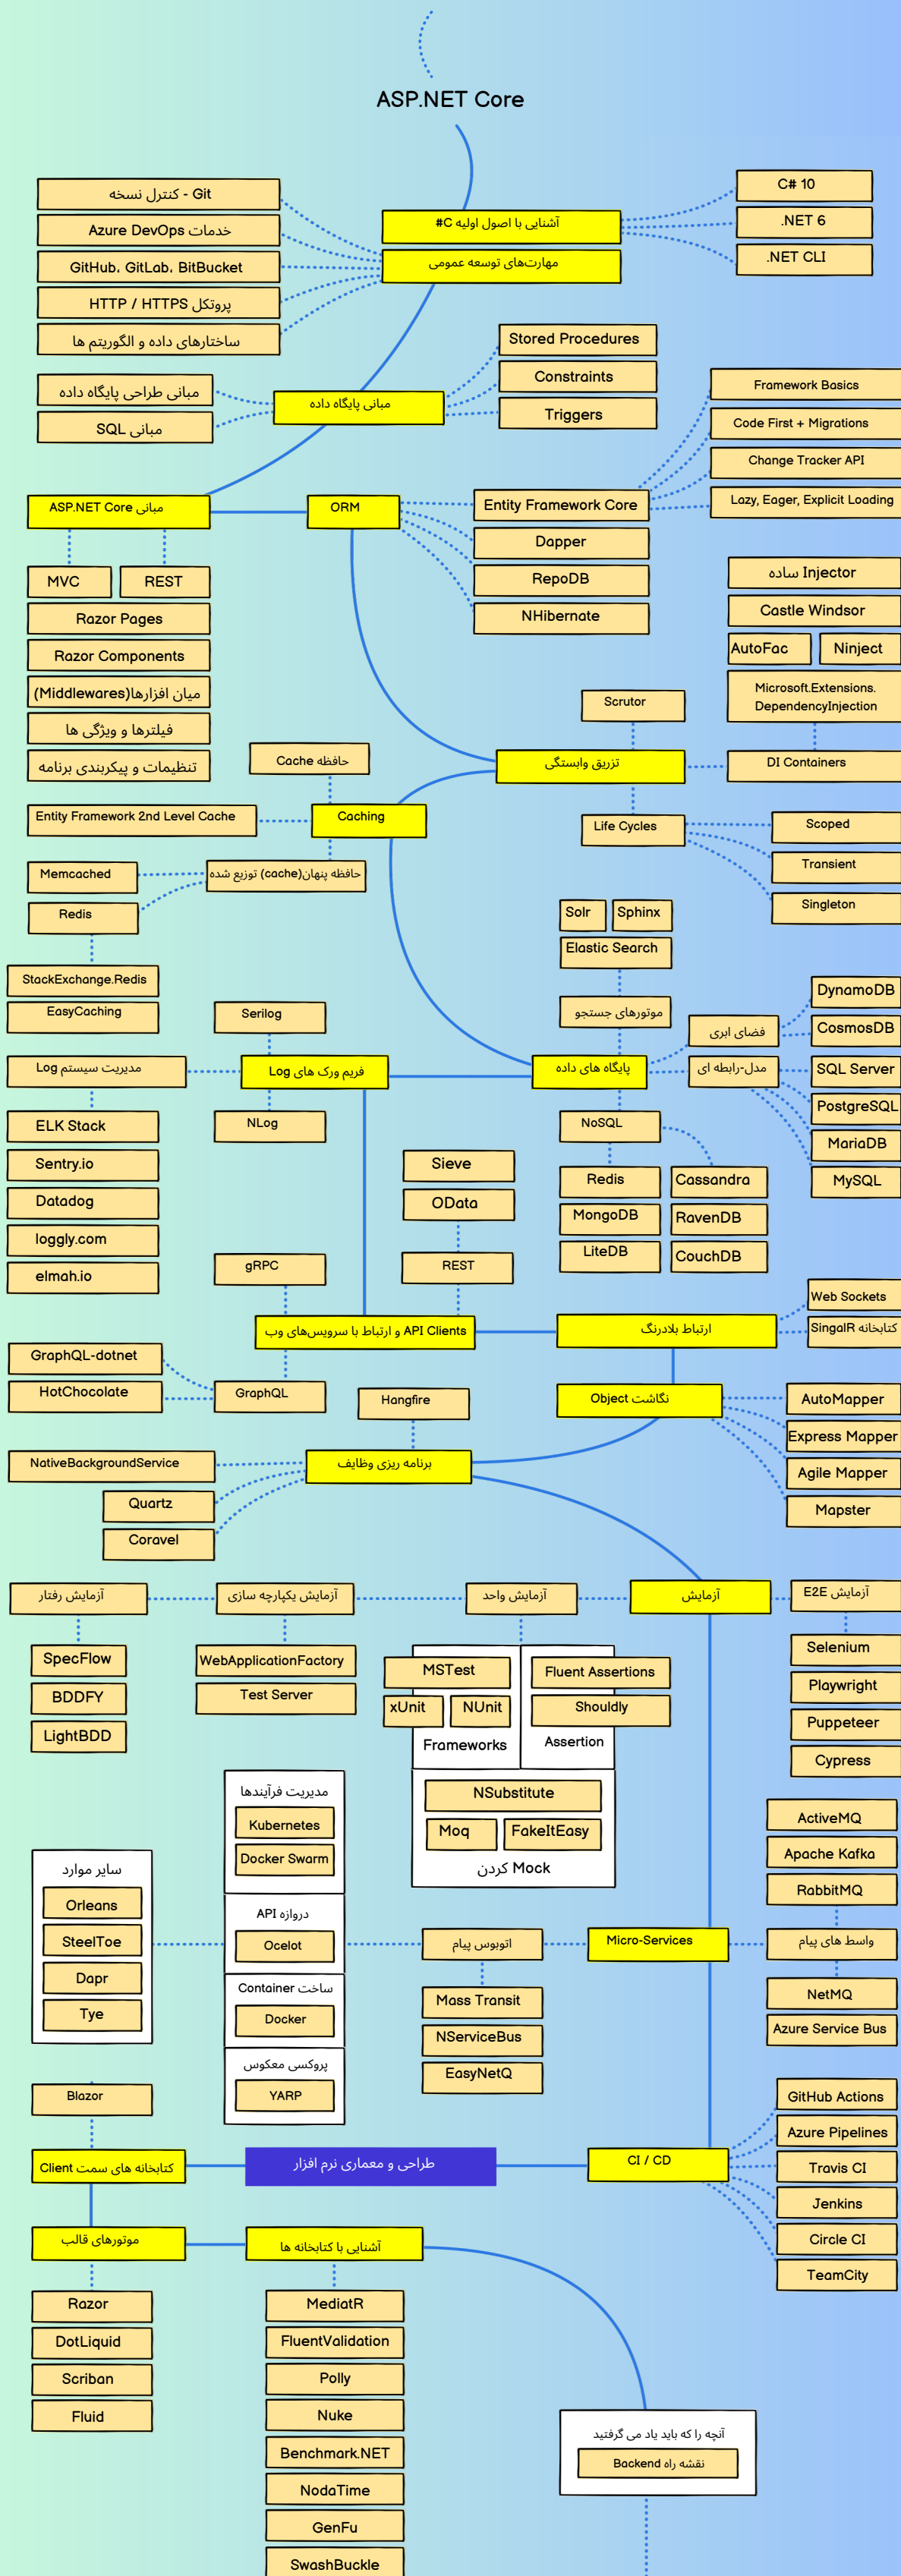 ASP.NET Core
آشنایی با اصول اولیه C#
مهارت‌های توسعه عمومی
C# 10
.NET 6
.NET CLI
Git - کنترل نسخه
خدمات Azure DevOps
GitHub، GitLab، BitBucket
پروتکل HTTP / HTTPS
ساختارهای داده و الگوریتم ها
مبانی پایگاه داده
Stored Procedures
Constraints
Triggers
مبانی طراحی پایگاه داده
مبانی SQL
مبانی ASP.NET Core
MVC
REST
Razor Pages
Razor Components
میان افزارها(Middlewares)
فیلترها و ویژگی ها
تنظیمات و پیکربندی برنامه
ORM
Entity Framework Core
Dapper
RepoDB
NHibernate
Framework Basics
Code First + Migrations
Change Tracker API
Lazy, Eager, Explicit Loading
Injector ساده
Castle Windsor
AutoFac
Ninject
Microsoft.Extensions.
DependencyInjection
DI Containers
Scrutor
تزریق وابستگی
Life Cycles
Scoped
Transient
Singleton
حافظه Cache
Caching
Entity Framework 2nd Level Cache
حافظه پنهان(cache) توزیع شده
Memcached
Redis
StackExchange.Redis
EasyCaching
Solr
Sphinx
Elastic Search
موتورهای جستجو
پایگاه های داده
فضای ابری
DynamoDB
CosmosDB
مدل-رابطه ای
SQL Server
PostgreSQL
MariaDB
MySQL
NoSQL
Redis
Cassandra
MongoDB
RavenDB
LiteDB
CouchDB
Serilog
فریم ورک های Log
NLog
مدیریت سیستم Log
ELK Stack
Sentry.io
Datadog
loggly.com
elmah.io
Sieve
OData
REST
gRPC
API Clients و ارتباط با سرویس‌های وب
GraphQL
GraphQL-dotnet
HotChocolate
ارتباط بلادرنگ
Web Sockets
کتابخانه SingalR
نگاشت Object
AutoMapper
Express Mapper
Agile Mapper
Mapster
Hangfire
برنامه ریزی وظایف
NativeBackgroundService
Quartz
Coravel
آزمایش
آزمایش E2E
Selenium
Playwright
Puppeteer
Cypress
آزمایش واحد
MSTest
xUnit
NUnit
Frameworks
Fluent Assertions
Shouldly
Assertion
NSubstitute
Moq
FakeItEasy
Mock کردن
آزمایش یکپارچه سازی
WebApplicationFactory
Test Server
آزمایش رفتار
SpecFlow
BDDFY
LightBDD
Micro-Services
ActiveMQ
Apache Kafka
RabbitMQ
واسط های پیام
NetMQ
Azure Service Bus
اتوبوس پیام
Mass Transit
NServiceBus
EasyNetQ
مدیریت فرآیندها
Kubernetes
Docker Swarm
دروازه API
Ocelot
ساخت Container
Docker
پروکسی معکوس
YARP
سایر موارد
Orleans
SteelToe
Dapr
Tye
CI / CD
GitHub Actions
Azure Pipelines
Travis CI
Jenkins
Circle CI
TeamCity
طراحی و معماری نرم افزار
Blazor
کتابخانه های سمت Client
موتورهای قالب
Razor
DotLiquid
Scriban
Fluid
آشنایی با کتابخانه ها
MediatR
FluentValidation
Polly
Nuke
Benchmark.NET
NodaTime
GenFu
SwashBuckle
آنچه را که باید یاد می گرفتید
نقشه راه Backend